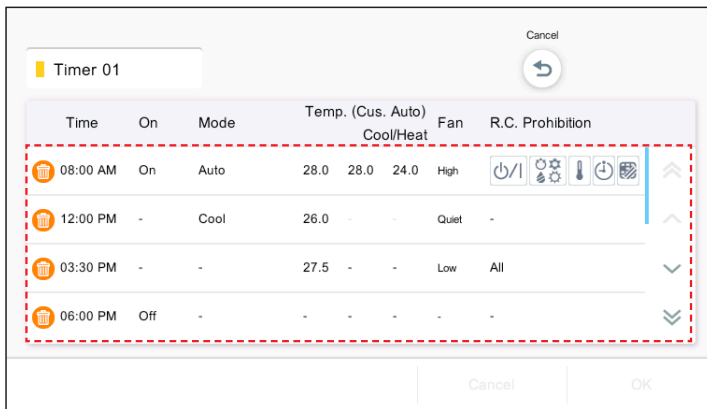 Cancel
Timer 01
Temp. (Cus. Auto)
Time On Mode Cool/Heat Fan R.C. Prohibition
08:00 AM On Auto 28.0 28.0 24.0 High
12:00 PM - Cool 26.0 - - Quiet -
03:30 PM - - 27.5 - - Low All
06:00 PM Off - - - - - -
Cancel OK